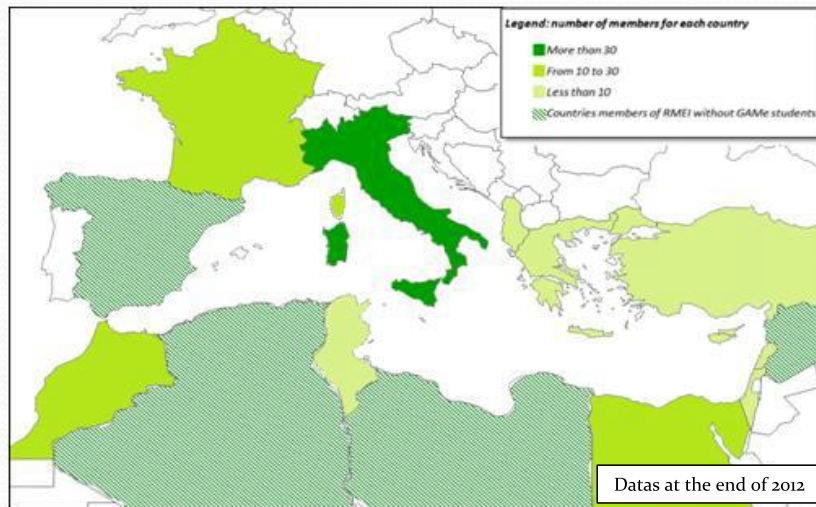 Legend: number of members for each country
More than 30
From 10 to 30
Less than 10
Countries members of RMEI without GAMe students
Datas at the end of 2012